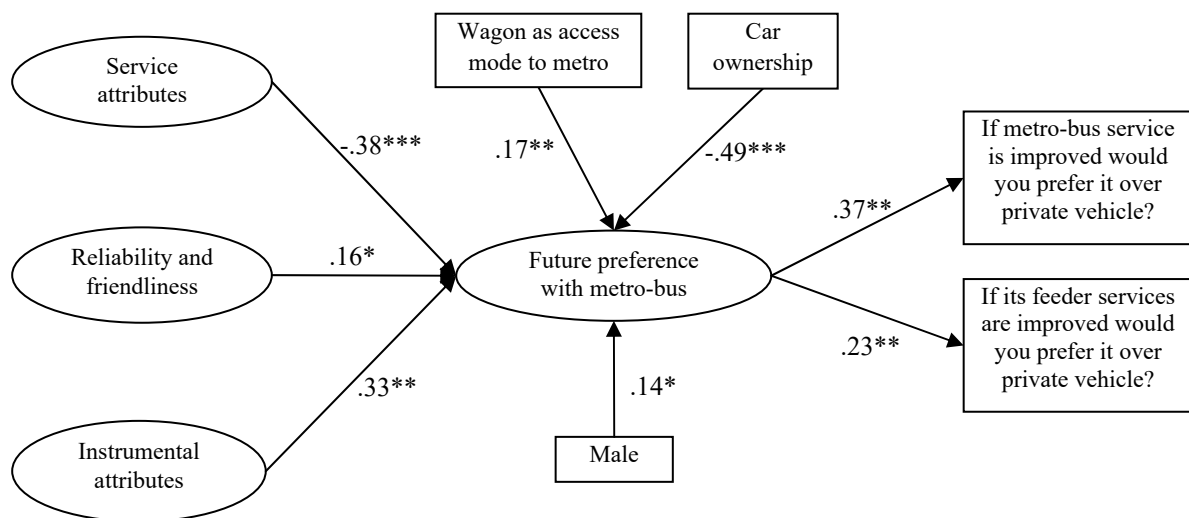 Service
attributes
Wagon as access
mode to metro
Car
ownership
-.38***
.17**
-.49***
If metro-bus service
is improved would
you prefer it over
private vehicle?
.37**
Reliability and
friendliness
.16*
Future preference
with metro-bus
If its feeder services
are improved would
you prefer it over
private vehicle?
.23**
.33**
.14*
Instrumental
attributes
Male